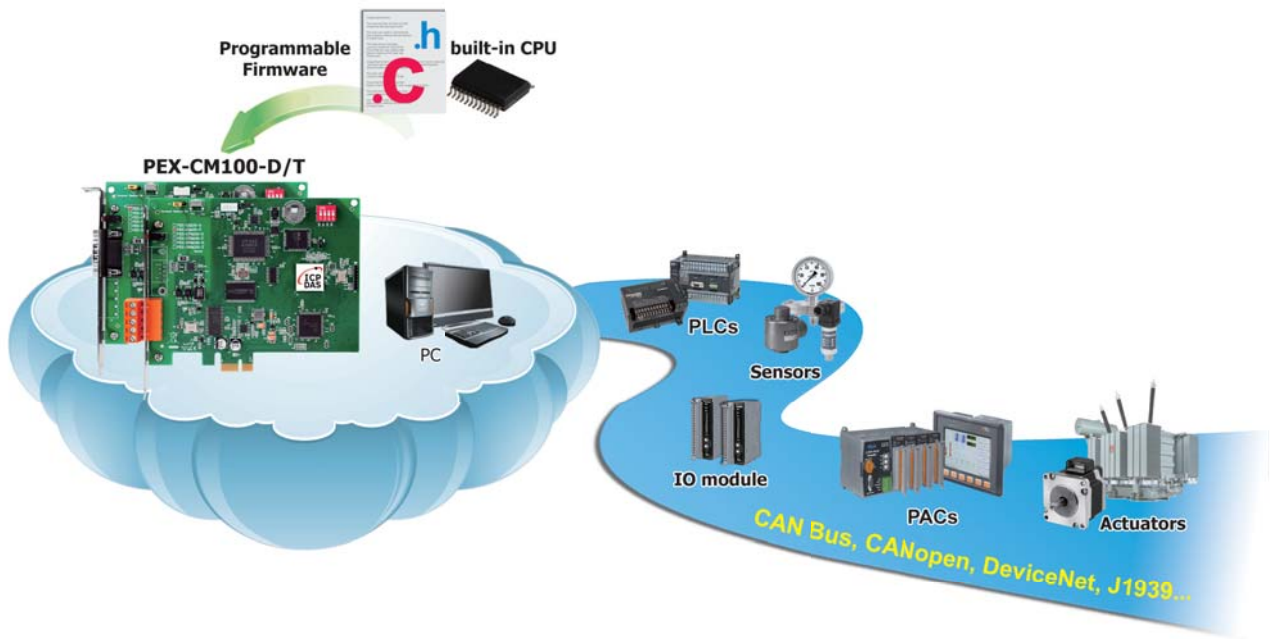 Programmable
Firmware
.h
.c
built-in CPU
PEX-CM100-D/T
ICP
DAS
PC
PLCs
Sensors
IO module
PACs
Actuators
CAN Bus, CANopen, DeviceNet, J1939...